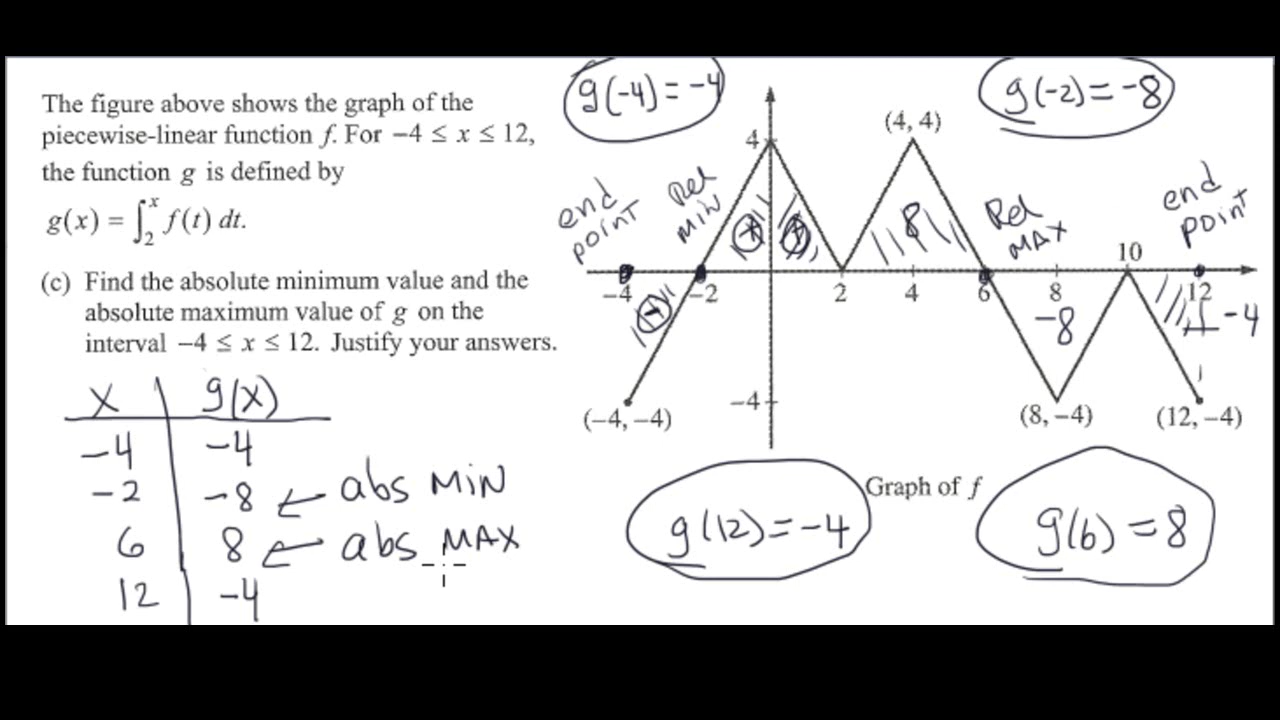 The figure above shows the graph of the
piecewise-linear function f. For −4 ≤ x ≤ 12,
the function g is defined by
g(x) = ∫₂ˣ f(t) dt.
(c) Find the absolute minimum value and the
absolute maximum value of g on the
interval −4 ≤ x ≤ 12. Justify your answers.
x g(x)
−4 −4
−2 −8 ← abs MIN
6 8 ← abs MAX
12 −4
g(-4) = -4
g(-2) = -8
4
(4, 4)
end
point
Rel
MIN
+
+
8
Rel
MAX
end
point
10
−4
−2
2
4
6
8
12
−
−8
−4
−4
(−4, −4)
(8, −4)
(12, −4)
Graph of f
g(12) = −4
g(6) = 8